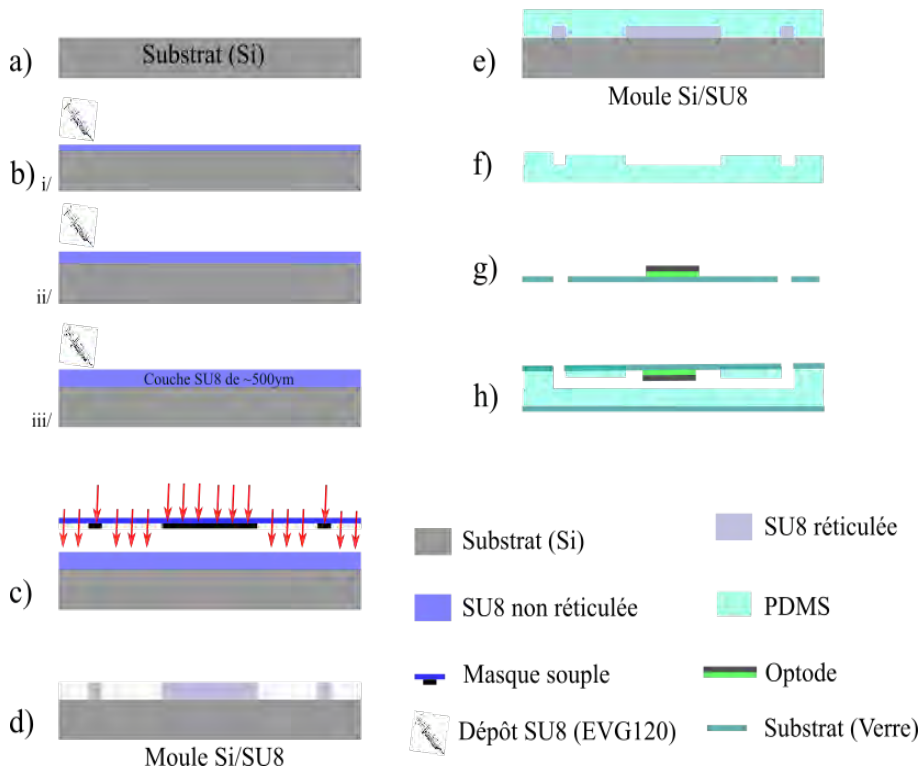 a)
Substrat (Si)
b)
i/
ii/
Couche SU8 de ~500ym
iii/
c)
d)
Moule Si/SU8
e)
Moule Si/SU8
f)
g)
h)
Substrat (Si)
SU8 réticulée
SU8 non réticulée
PDMS
Masque souple
Optode
Dépôt SU8 (EVG120)
Substrat (Verre)